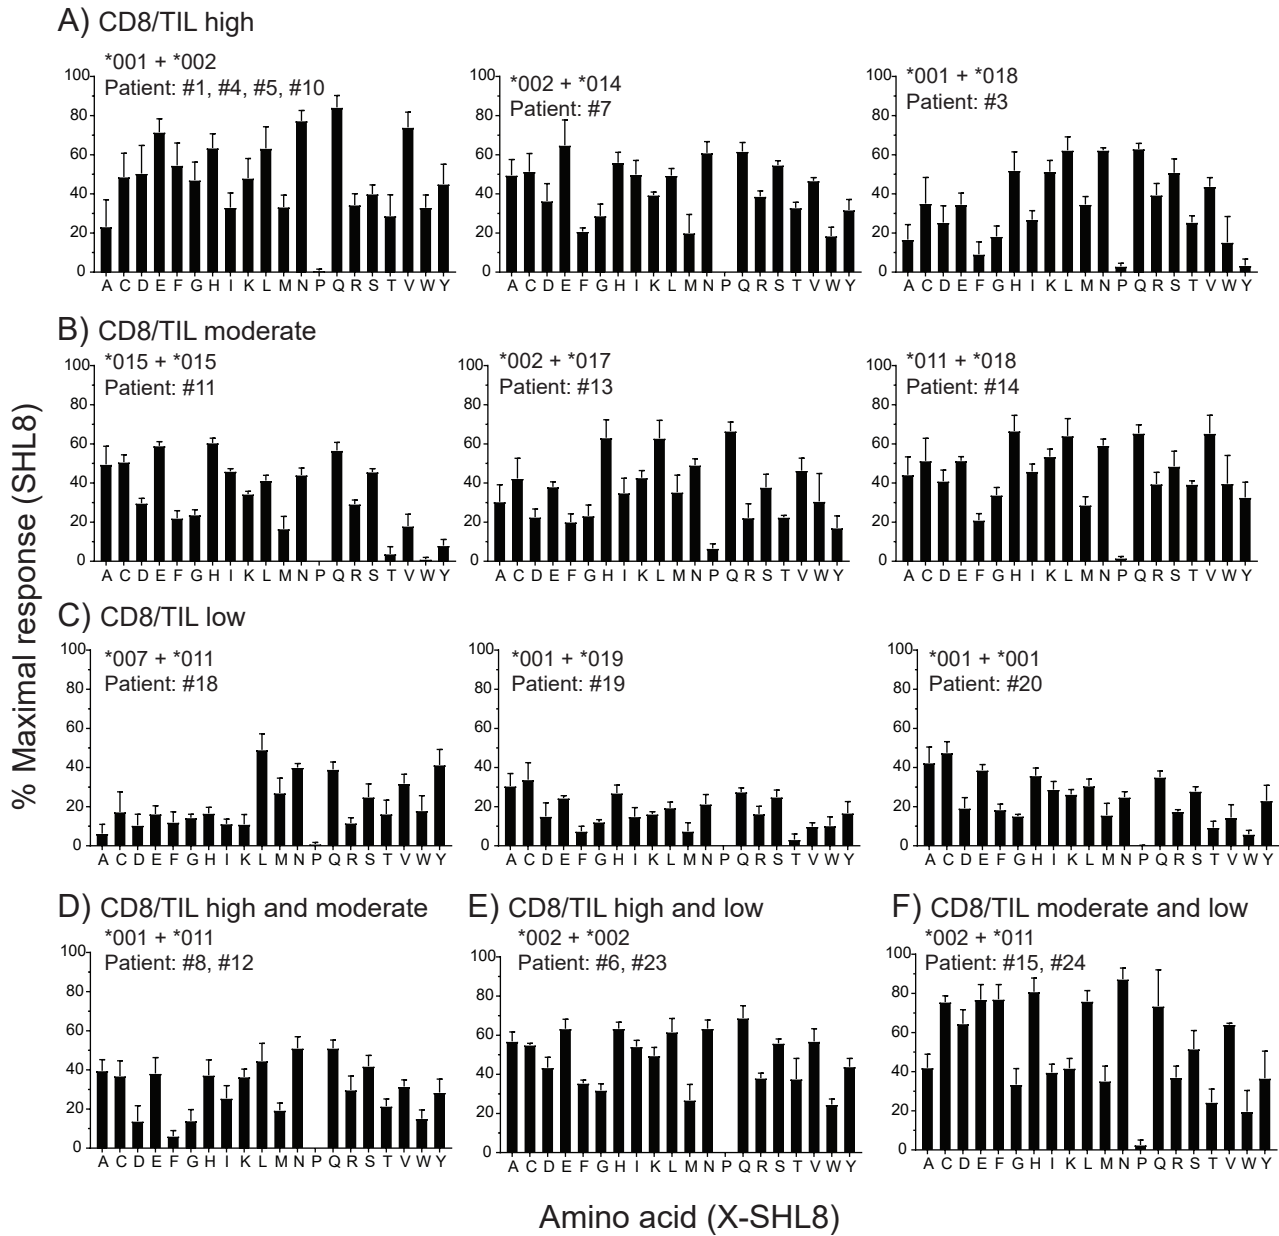 A) CD8/TIL high
*001 + *002
Patient: #1, #4, #5, #10
100
80
60
40
20
0
A C D E F G H I K L M N P Q R S T V W Y
*002 + *014
Patient: #7
100
80
60
40
20
0
A C D E F G H I K L M N P Q R S T V W Y
*001 + *018
Patient: #3
100
80
60
40
20
0
A C D E F G H I K L M N P Q R S T V W Y
B) CD8/TIL moderate
*015 + *015
Patient: #11
100
80
60
40
20
0
A C D E F G H I K L M N P Q R S T V W Y
*002 + *017
Patient: #13
100
80
60
40
20
0
A C D E F G H I K L M N P Q R S T V W Y
*011 + *018
Patient: #14
100
80
60
40
20
0
A C D E F G H I K L M N P Q R S T V W Y
% Maximal response (SHL8)
C) CD8/TIL low
*007 + *011
Patient: #18
100
80
60
40
20
0
A C D E F G H I K L M N P Q R S T V W Y
*001 + *019
Patient: #19
100
80
60
40
20
0
A C D E F G H I K L M N P Q R S T V W Y
*001 + *001
Patient: #20
100
80
60
40
20
0
A C D E F G H I K L M N P Q R S T V W Y
D) CD8/TIL high and moderate
*001 + *011
Patient: #8, #12
100
80
60
40
20
0
A C D E F G H I K L M N P Q R S T V W Y
E) CD8/TIL high and low
*002 + *002
Patient: #6, #23
100
80
60
40
20
0
A C D E F G H I K L M N P Q R S T V W Y
F) CD8/TIL moderate and low
*002 + *011
Patient: #15, #24
100
80
60
40
20
0
A C D E F G H I K L M N P Q R S T V W Y
Amino acid (X-SHL8)